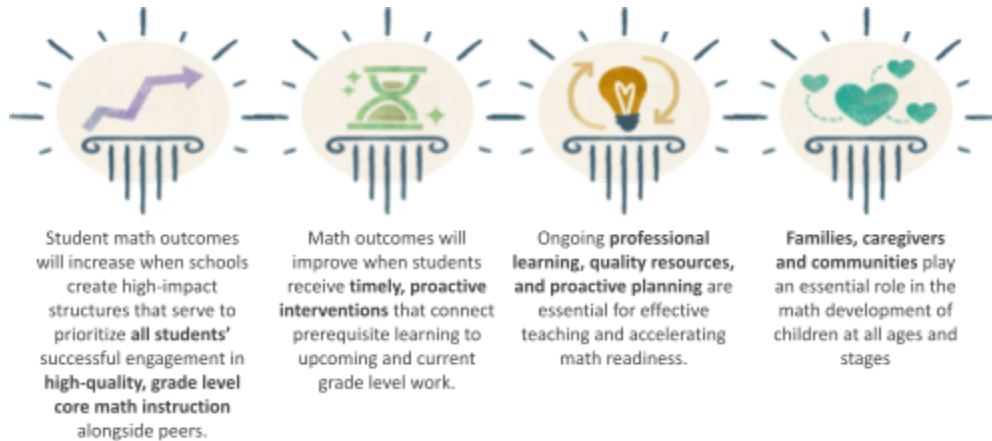 Student math outcomes
will increase when schools
create high-impact
structures that serve to
prioritize all students'
successful engagement in
high-quality, grade level
core math instruction
alongside peers.
Math outcomes will
improve when students
receive timely, proactive
interventions that connect
prerequisite learning to
upcoming and current
grade level work.
Ongoing professional
learning, quality resources,
and proactive planning are
essential for effective
teaching and accelerating
math readiness.
Families, caregivers
and communities play
an essential role in the
math development of
children at all ages and
stages